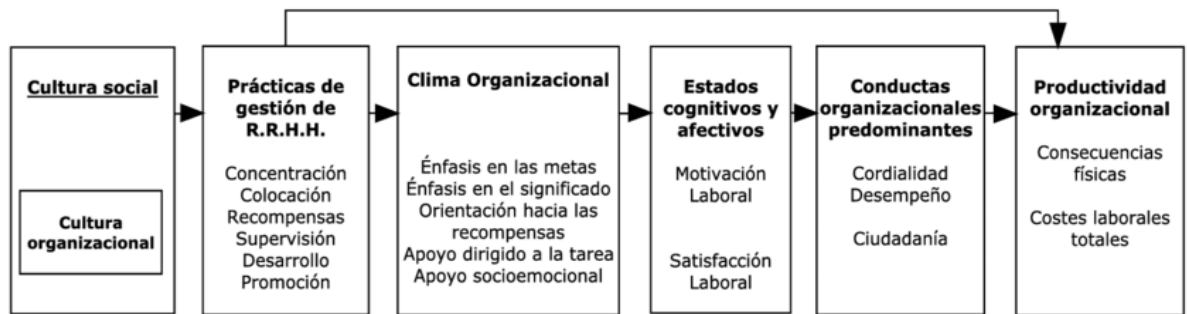 Cultura social
Cultura
organizacional
Prácticas de
gestión de
R.R.H.H.
Concentración
Colocación
Recompensas
Supervisión
Desarrollo
Promoción
Clima Organizacional
Énfasis en las metas
Énfasis en el significado
Orientación hacia las
recompensas
Apoyo dirigido a la tarea
Apoyo socioemocional
Estados
cognitivos y
afectivos
Motivación
Laboral
Satisfacción
Laboral
Conductas
organizacionales
predominantes
Cordialidad
Desempeño
Ciudadanía
Productividad
organizacional
Consecuencias
físicas
Costes laborales
totales